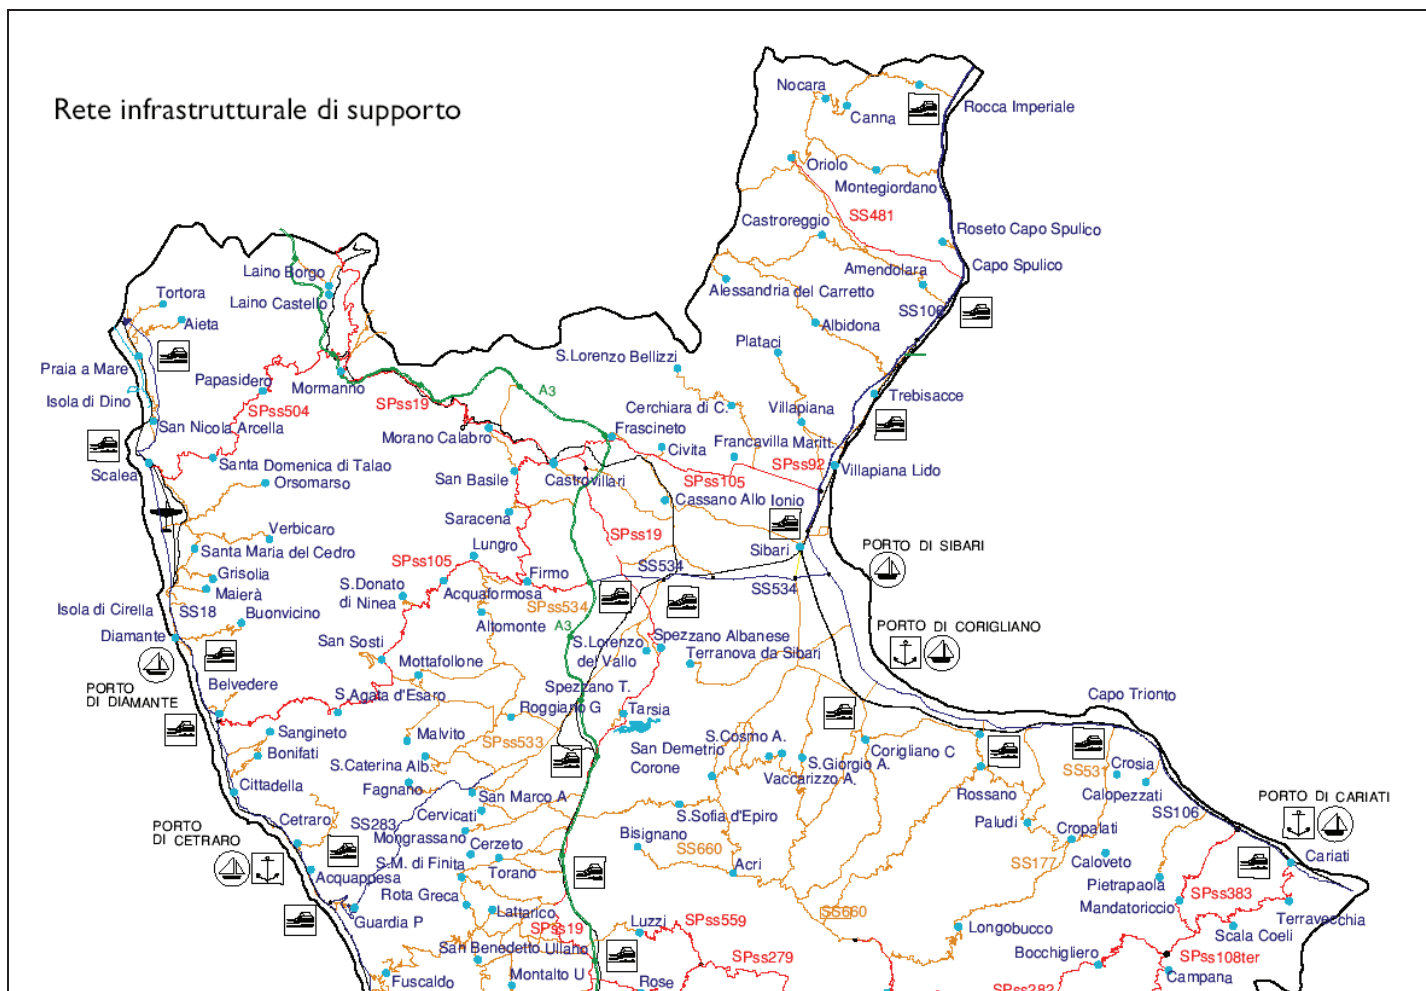 Rete infrastrutturale di supporto
Nocara
Canna
Rocca Imperiale
Oriolo
Montegiordano
SS481
Castroreggio
Roseto Capo Spulico
Capo Spulico
Amendolara
Alessandria del Carretto
SS106
Albidona
Plataci
Laino Borgo
Laino Castello
Tortora
Aieta
Praia a Mare
Isola di Dino
Papasidero
SPss504
Mormanno
SPss19
A3
S.Lorenzo Bellizzi
Cerchiara di C.
Villapiana
Trebisacce
San Nicola Arcella
Morano Calabro
Frascineto
Civita
Francavilla Maritt.
SPss92
Villapiana Lido
Scalea
Santa Domenica di Talao
Orsomarso
San Basile
Castrovillari
SPss105
Cassano Allo Ionio
Saracena
SPss19
Verbicaro
Santa Maria del Cedro
Lungro
Sibari
PORTO DI SIBARI
Grisolia
Maierà
SPss105
Firmo
SS534
SS534
S.Donato
di Ninea
Acquaformosa
SPss534
Isola di Cirella
SS18
Buonvicino
Altomonte
A3
PORTO DI CORIGLIANO
Diamante
San Sosti
S.Lorenzo
del Vallo
Spezzano Albanese
Terranova da Sibari
Mottafollone
PORTO
DI DIAMANTE
Belvedere
S.Agata d'Esaro
Spezzano T.
Roggiano G
Tarsia
Capo Trionto
Sangineto
Bonifati
Malvito
SPss533
S.Caterina Alb.
San Demetrio
Corone
S.Cosmo A.
Vaccarizzo A.
S.Giorgio A.
Corigliano C
SS531
Crosia
Calopezzati
Cittadella
Fagnano
San Marco A
Rossano
PORTO DI CARIATI
Cetraro
SS283
Cervicati
S.Sofia d'Epiro
Paludi
SS106
PORTO
DI CETRARO
Mongrassano
Cerzeto
Bisignano
SS660
Cropalati
S.M. di Finita
Torano
Acri
SS177
Caloveto
Cariati
Acquappesa
Rota Greca
Pietrapaola
SPss383
Guardia P
Lattarico
SS660
Mandatoriccio
Terravecchia
SPss19
Luzzi
SPss559
Longobucco
Scala Coeli
San Benedetto Ullano
SPss279
Bocchigliero
SPss108ter
Fuscaldo
Montalto U
Rose
SPss282
Campana